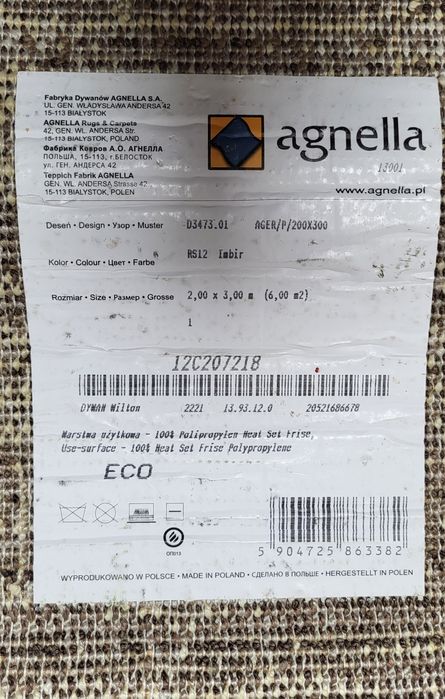 Fabryka Dywanów AGNELLA S.A.
UL. GEN. WŁADYSŁAWA ANDERSA 42
15-113 BIAŁYSTOK
AGNELLA Rugs & Carpets
42, GEN. WL. ANDERSA Str.
15-113 BIALYSTOK, POLAND
Фабрика Ковров А.О. АГНЕЛЛА
ПОЛЬША, 15-113, г.БЕЛОСТОК
ул. ГЕН. АНДЕРСА 42
Teppich Fabrik AGNELLA
GEN. WL. ANDERSA Strasse 42
15-113 BIALYSTOK, POLEN
agnella
13001
www.agnella.pl
Deseń • Design • Узор • Muster D3473.01 AGER/P/200X300
Kolor • Colour • Цвет • Farbe RS12 Imbir
Rozmiar • Size • Размер • Grosse 2,00 x 3,00 m (6,00 m2)
1
12C207218
DYWAN Wilton 2221 13.93.12.0 20521686678
Warstwa użytkowa - 100% Polipropylen Heat Set Frise,
Use-surface - 100% Heat Set Frise Polypropylene
ECO
ОП013
5 904725 863382
WYPRODUKOWANO W POLSCE • MADE IN POLAND • СДЕЛАНО В ПОЛЬШЕ • HERGESTELLT IN POLEN